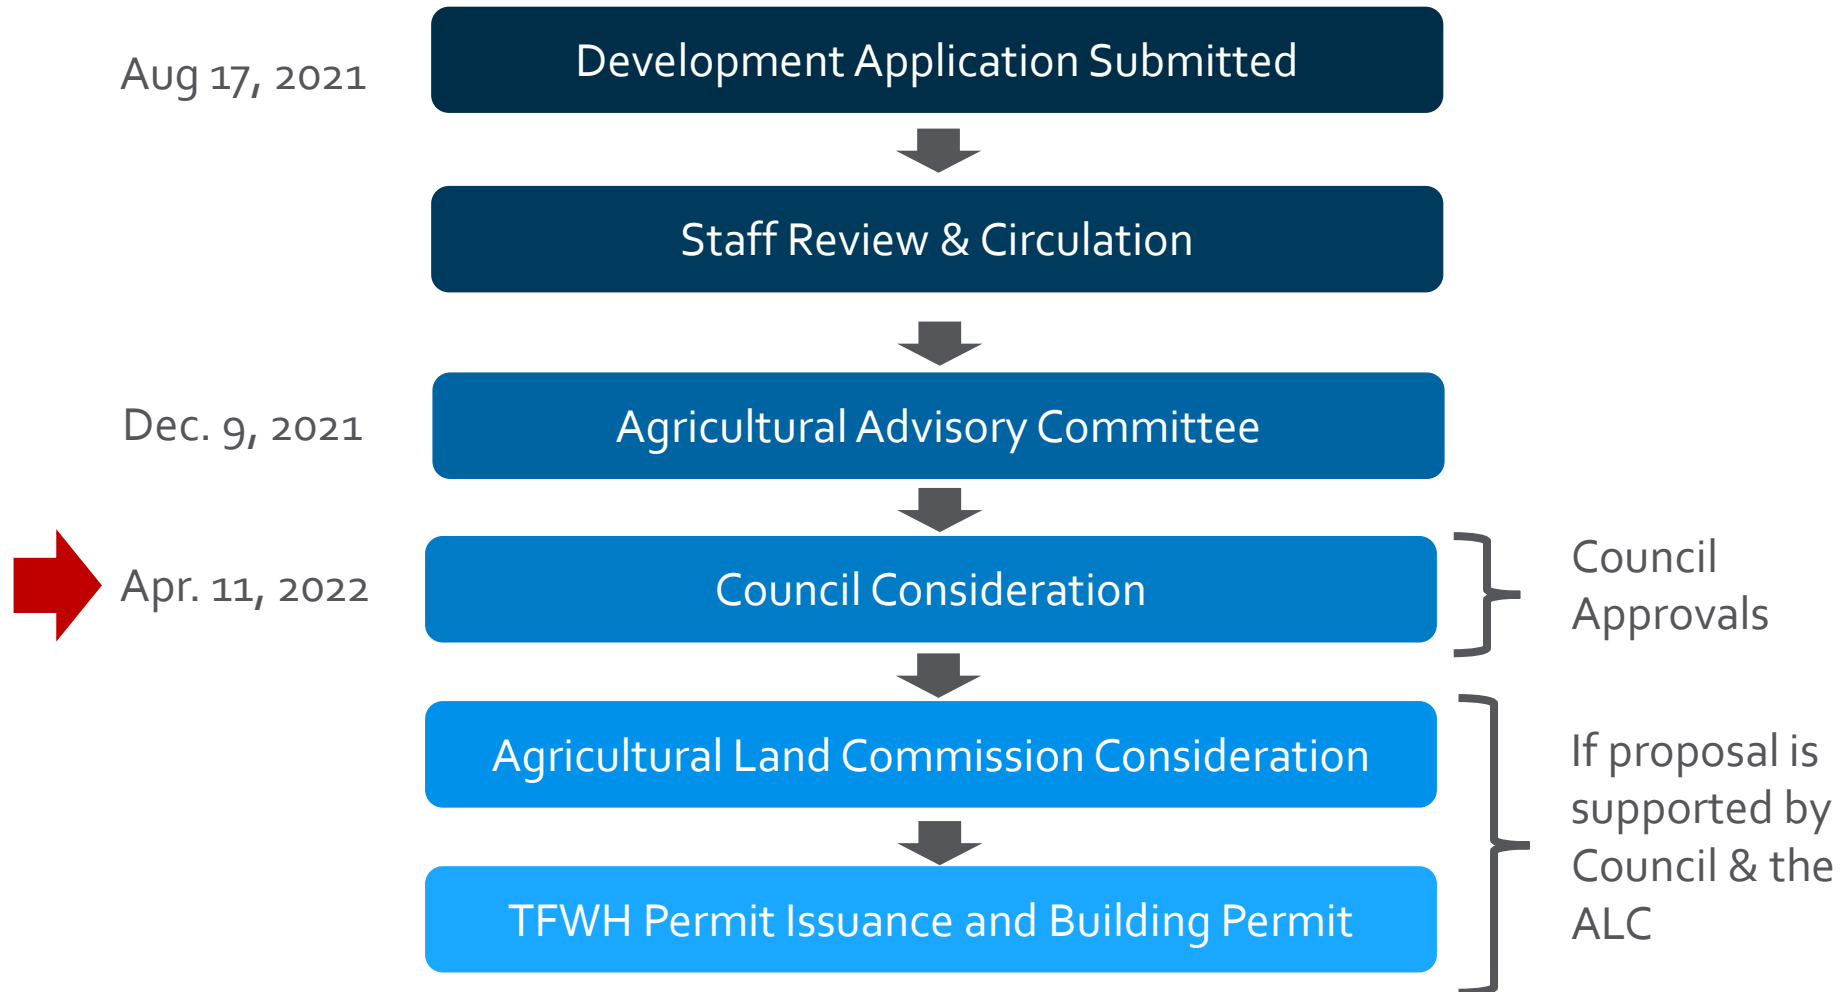 Aug 17, 2021
Development Application Submitted
Staff Review & Circulation
Dec. 9, 2021
Agricultural Advisory Committee
Apr. 11, 2022
Council Consideration
Council
Approvals
Agricultural Land Commission Consideration
TFWH Permit Issuance and Building Permit
If proposal is
supported by
Council & the
ALC